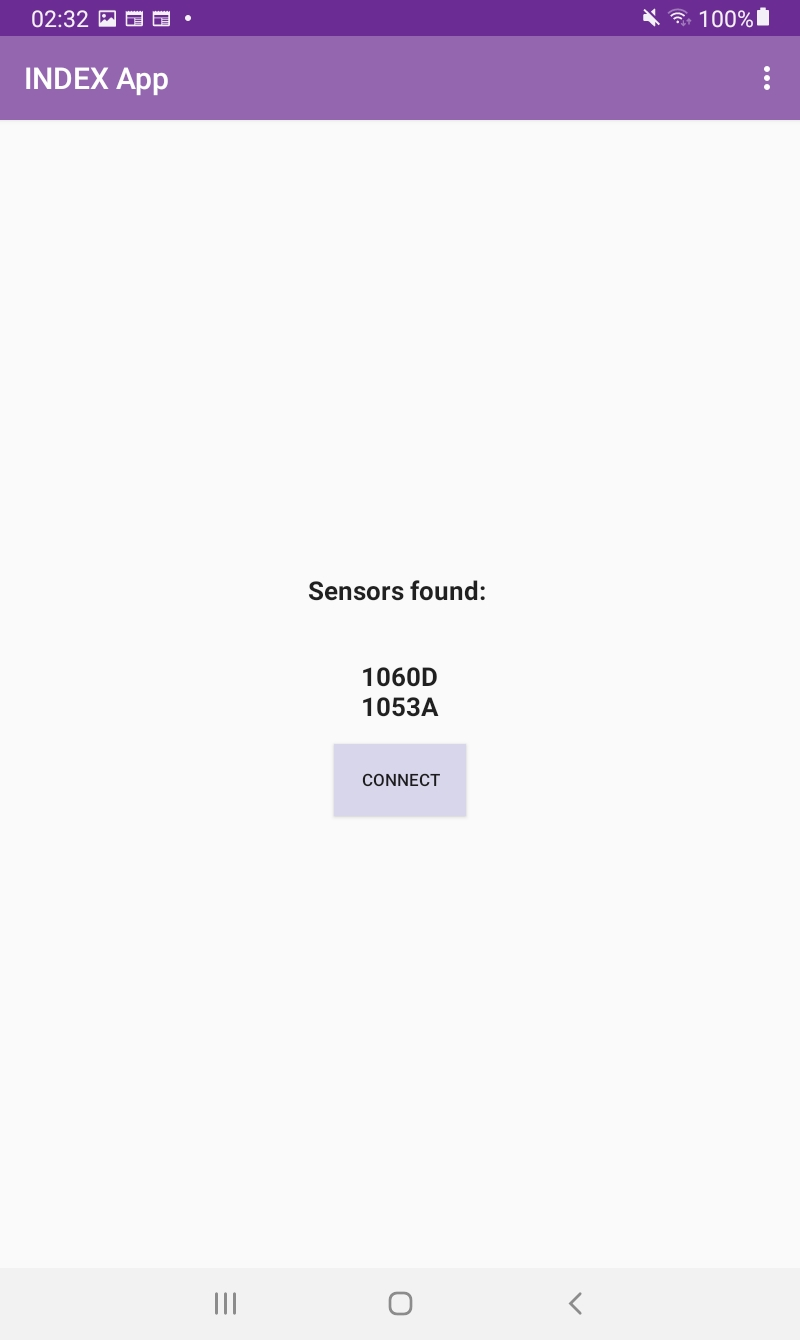 02:32
100%
INDEX App
Sensors found:
1060D
1053A
CONNECT